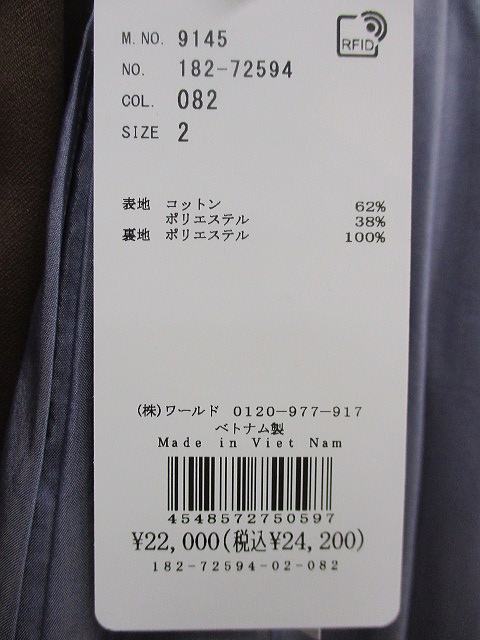 M.NO. 9145
RFID
NO. 182-72594
COL. 082
SIZE 2
表地 コットン 62%
ポリエステル 38%
裏地 ポリエステル 100%
(株)ワールド 0120-977-917
ベトナム製
Made in Viet Nam
4548572750597
¥22,000(税込¥24,200)
182-72594-02-082